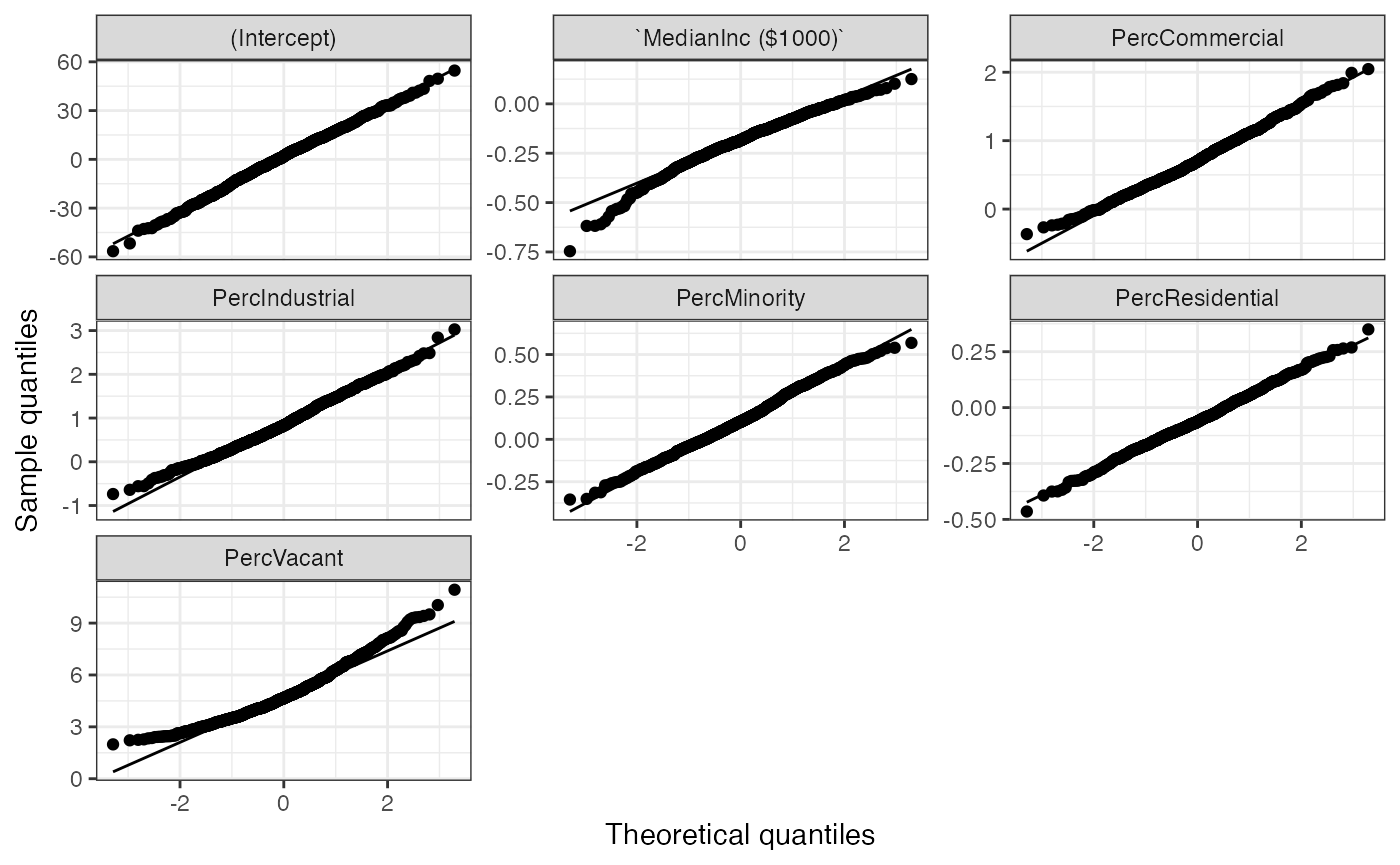 (Intercept)
`MedianInc ($1000)`
PercCommercial
60
30
0
-30
-60
0.00
-0.25
-0.50
-0.75
2
1
0
PercIndustrial
PercMinority
PercResidential
3
2
1
0
-1
0.50
0.25
0.00
-0.25
0.25
0.00
-0.25
-0.50
-2 0 2
-2 0 2
PercVacant
9
6
3
0
-2 0 2
Sample quantiles
Theoretical quantiles